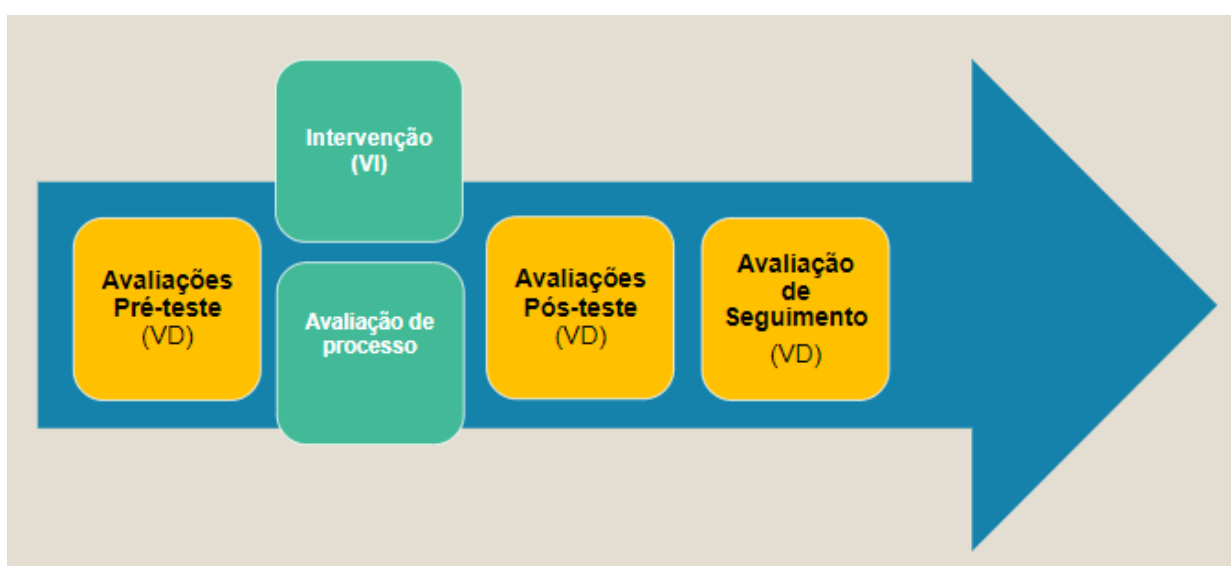 Avaliações
Pré-teste
(VD)
Intervenção
(VI)
Avaliação de
processo
Avaliações
Pós-teste
(VD)
Avaliação
de
Seguimento
(VD)